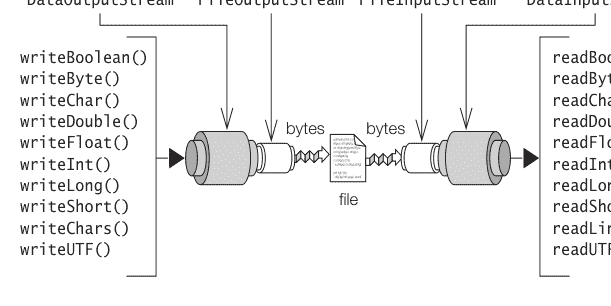 DataOutputStream FileOutputStream FileInputStream DataInput
writeBoolean()
writeByte()
writeChar()
writeDouble()
writeFloat()
writeInt()
writeLong()
writeShort()
writeChars()
writeUTF()
bytes
bytes
file
readBoo
readByt
readCha
readDou
readFlo
readInt
readLon
readSho
readLin
readUTF